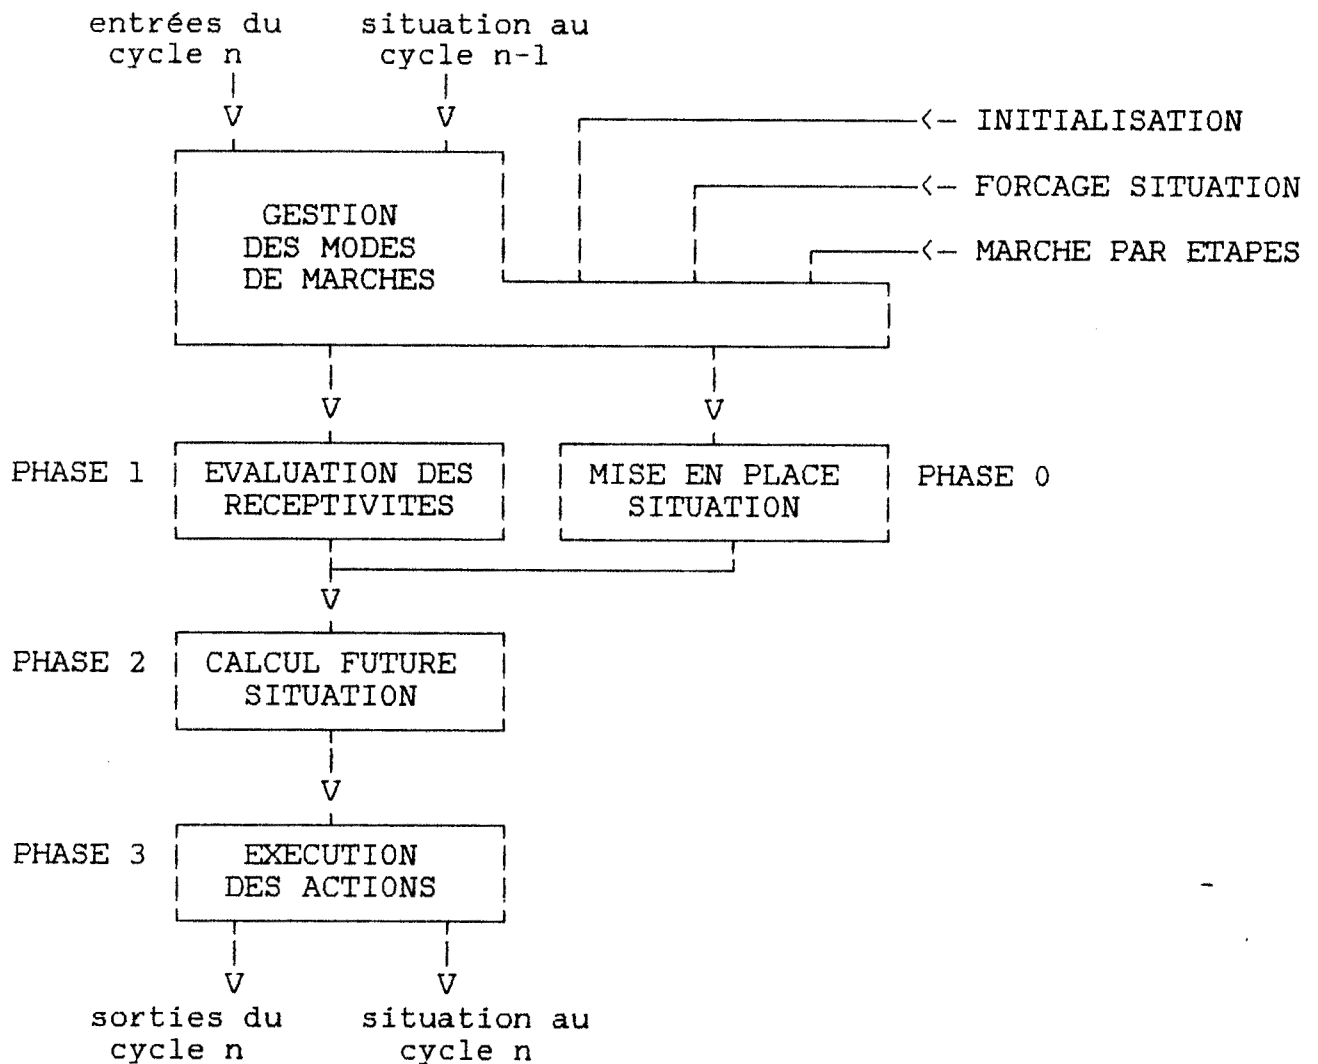 entrées du
cycle n
situation au
cycle n-1
INITIALISATION
FORCAGE SITUATION
MARCHE PAR ETAPES
GESTION
DES MODES
DE MARCHES
PHASE 1
EVALUATION DES
RECEPTIVITES
MISE EN PLACE
SITUATION
PHASE 0
PHASE 2
CALCUL FUTURE
SITUATION
PHASE 3
EXECUTION
DES ACTIONS
sorties du
cycle n
situation au
cycle n